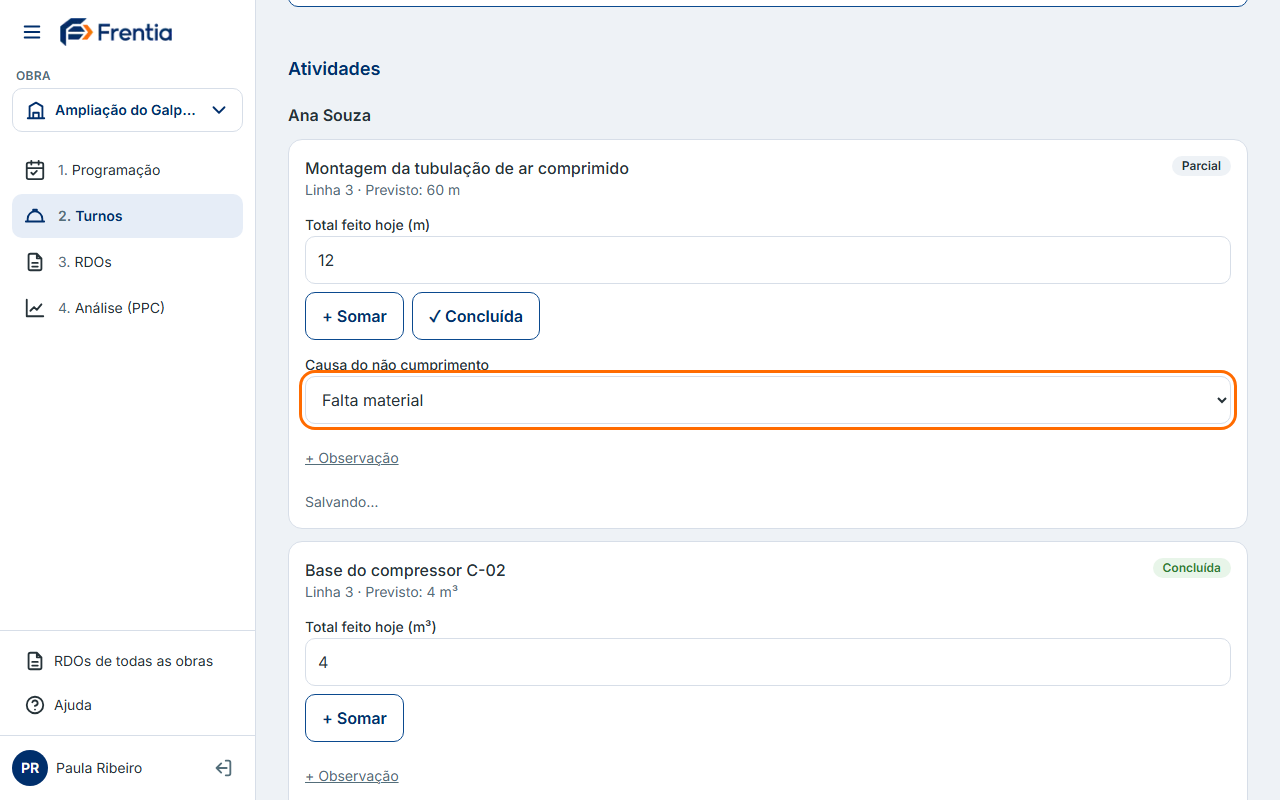 Frentia
OBRA
Ampliação do Galp...
1. Programação
2. Turnos
3. RDOs
4. Análise (PPC)
RDOs de todas as obras
Ajuda
PR
Paula Ribeiro
Atividades
Ana Souza
Montagem da tubulação de ar comprimido
Parcial
Linha 3 · Previsto: 60 m
Total feito hoje (m)
12
+ Somar
✓ Concluída
Causa do não cumprimento
Falta material
+ Observação
Salvando...
Base do compressor C-02
Concluída
Linha 3 · Previsto: 4 m³
Total feito hoje (m³)
4
+ Somar
+ Observação